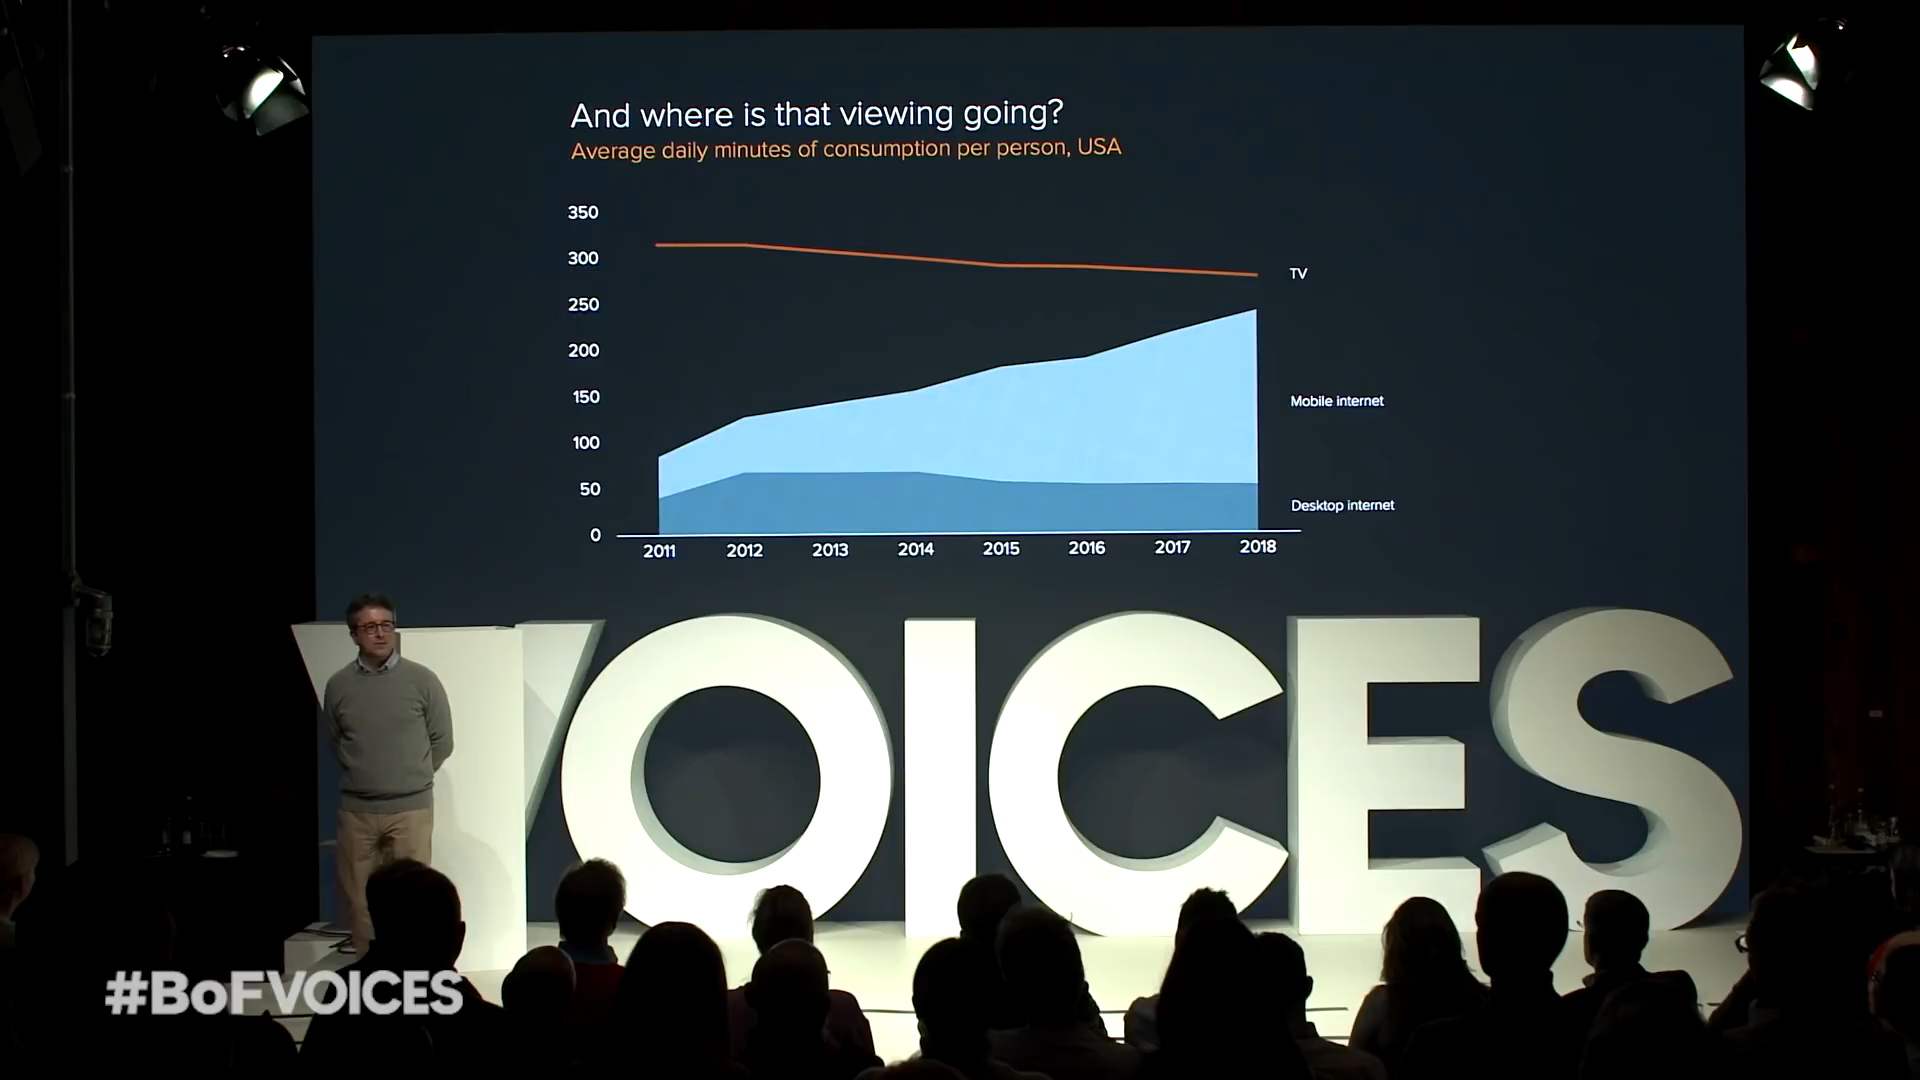 And where is that viewing going?
Average daily minutes of consumption per person, USA
350
300
250
200
150
100
50
0
TV
Mobile internet
Desktop internet
2011 2012 2013 2014 2015 2016 2017 2018
VOICES
#BoFVOICES